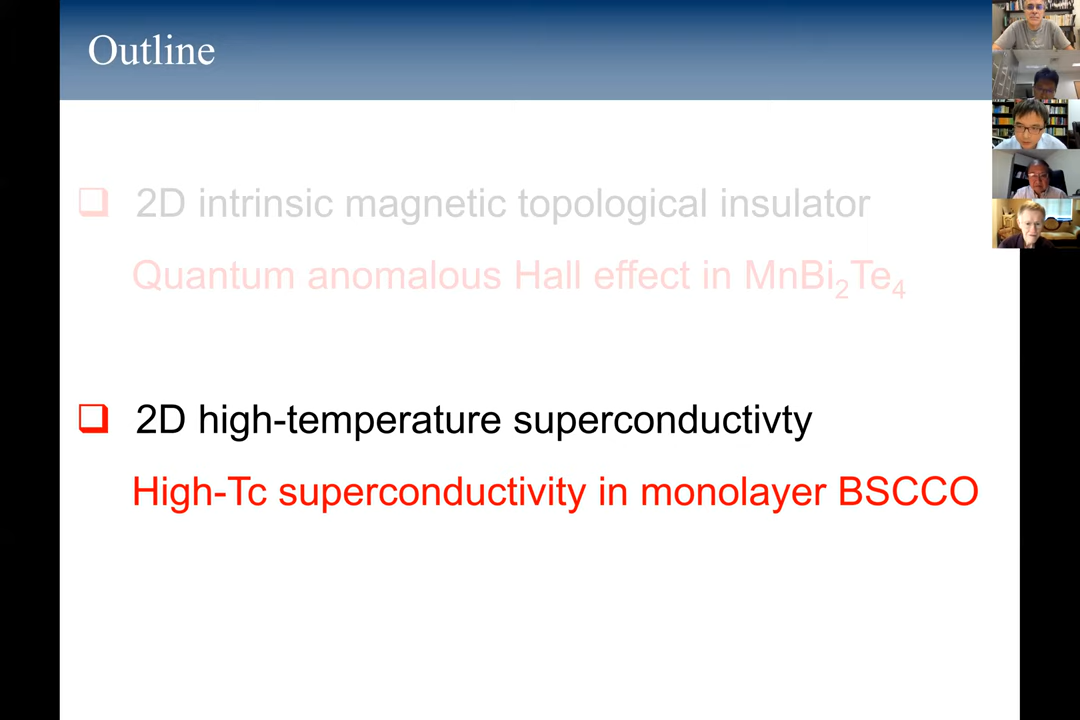 Outline
2D intrinsic magnetic topological insulator
Quantum anomalous Hall effect in MnBi₂Te₄
2D high-temperature superconductivty
High-Tc superconductivity in monolayer BSCCO